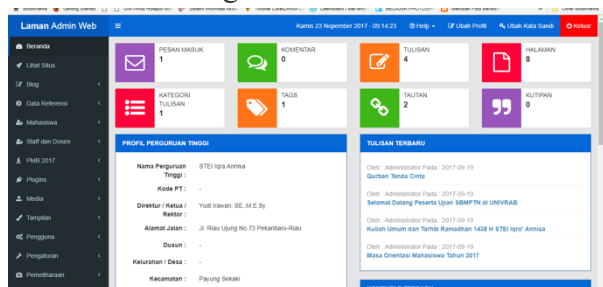 Laman Admin Web
Kamis 23 Nopember 2017 - 09:14:23
Help
Ubah Profil
Ubah Kata Sandi
Keluar
Beranda
Lihat Situs
Blog
Data Referensi
Mahasiswa
Staff dan Dosen
PMB 2017
Plugins
Media
Tampilan
Pengguna
Pengaturan
Pemeliharaan
PESAN MASUK
1
KOMENTAR
0
TULISAN
4
HALAMAN
8
KATEGORI
TULISAN
1
TAGS
1
TAUTAN
2
KUTIPAN
0
PROFIL PERGURUAN TINGGI
Nama Perguruan Tinggi : STEI Iqra Annisa
Kode PT : -
Direktur / Ketua / Rektor : Yudi Irawan, SE.,M.E.Sy
Alamat Jalan : Jl. Riau Ujung No.73 Pekanbaru-Riau
Dusun : -
Kelurahan / Desa : -
Kecamatan : Payung Sekaki
TULISAN TERBARU
Oleh : Administrator Pada : 2017-09-19
Qurban Tanda Cinta
Oleh : Administrator Pada : 2017-09-19
Selamat Datang Peserta Ujian SBMPTN di UNIVRAB
Oleh : Administrator Pada : 2017-09-19
Kuliah Umum dan Tarhib Ramadhan 1438 H STEI Iqra' Annisa
Oleh : Administrator Pada : 2017-09-19
Masa Orientasi Mahasiswa Tahun 2017